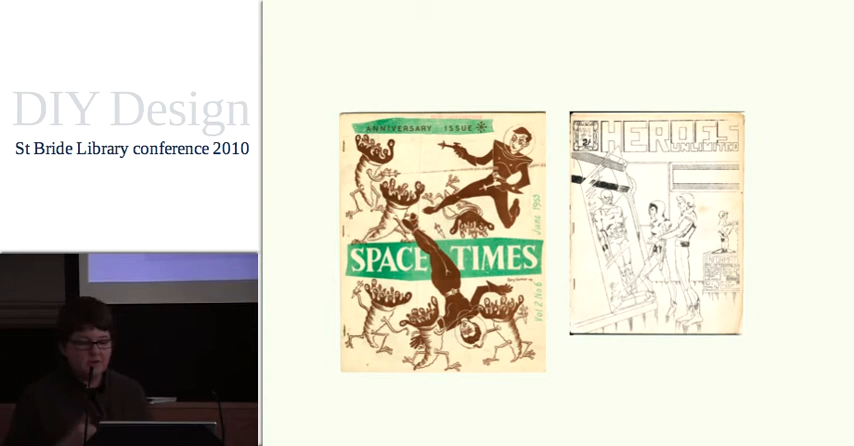 DIY Design
St Bride Library conference 2010
ANNIVERSARY ISSUE
SPACE TIMES
June 1953
Vol 2 No 6
HEROES
UNLIMITED